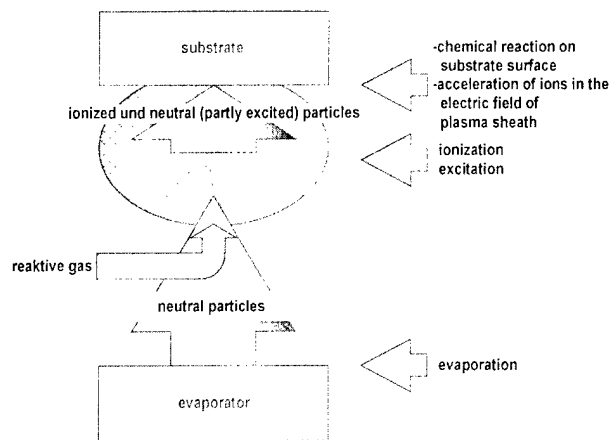 substrate
-chemical reaction on
substrate surface
-acceleration of ions in the
electric field of
plasma sheath
ionized und neutral (partly excited) particles
ionization
excitation
reaktive gas
neutral particles
evaporation
evaporator